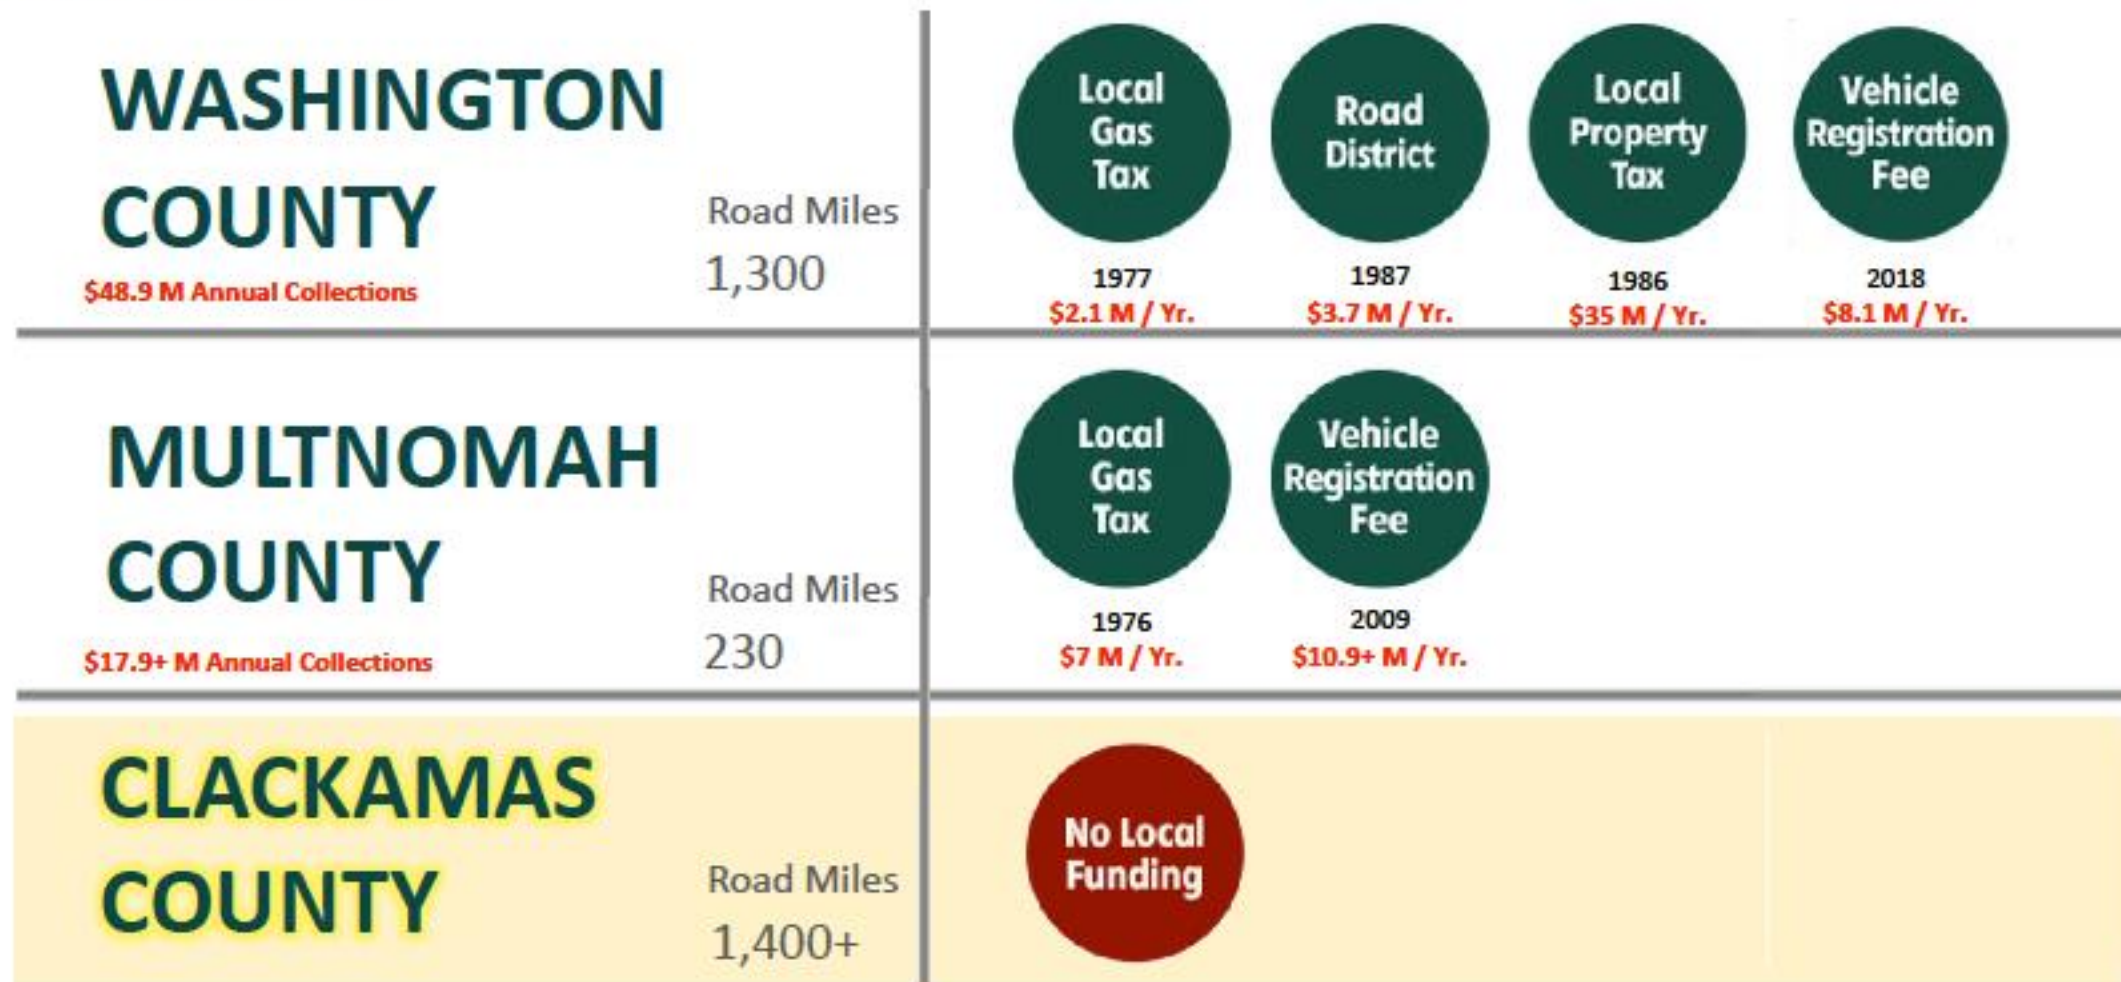 WASHINGTON
COUNTY
$48.9 M Annual Collections
Road Miles
1,300
Local
Gas
Tax
1977
$2.1 M / Yr.
Road
District
1987
$3.7 M / Yr.
Local
Property
Tax
1986
$35 M / Yr.
Vehicle
Registration
Fee
2018
$8.1 M / Yr.
MULTNOMAH
COUNTY
$17.9+ M Annual Collections
Road Miles
230
Local
Gas
Tax
1976
$7 M / Yr.
Vehicle
Registration
Fee
2009
$10.9+ M / Yr.
CLACKAMAS
COUNTY
Road Miles
1,400+
No Local
Funding